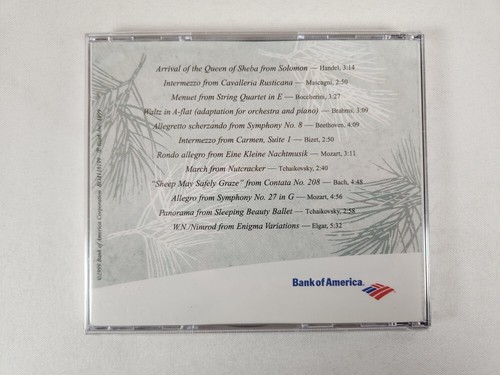 Arrival of the Queen of Sheba from Solomon — Handel, 3:14
Intermezzo from Cavalleria Rusticana — Mascagni, 2:50
Menuet from String Quartet in E — Boccherini, 3:27
Waltz in A-flat (adaptation for orchestra and piano) — Brahms, 3:09
Allegretto scherzando from Symphony No. 8 — Beethoven, 4:09
Intermezzo from Carmen, Suite 1 — Bizet, 2:50
Rondo allegro from Eine Kleine Nachtmusik — Mozart, 3:11
March from Nutcracker — Tchaikovsky, 2:40
"Sheep May Safely Graze" from Contata No. 208 — Bach, 4:48
Allegro from Symphony No. 27 in G — Mozart, 4:56
Panorama from Sleeping Beauty Ballet — Tchaikovsky, 2:58
W.N./Nimrod from Enigma Variations — Elgar, 5:32
Bank of America.
©1999 Bank of America Corporation